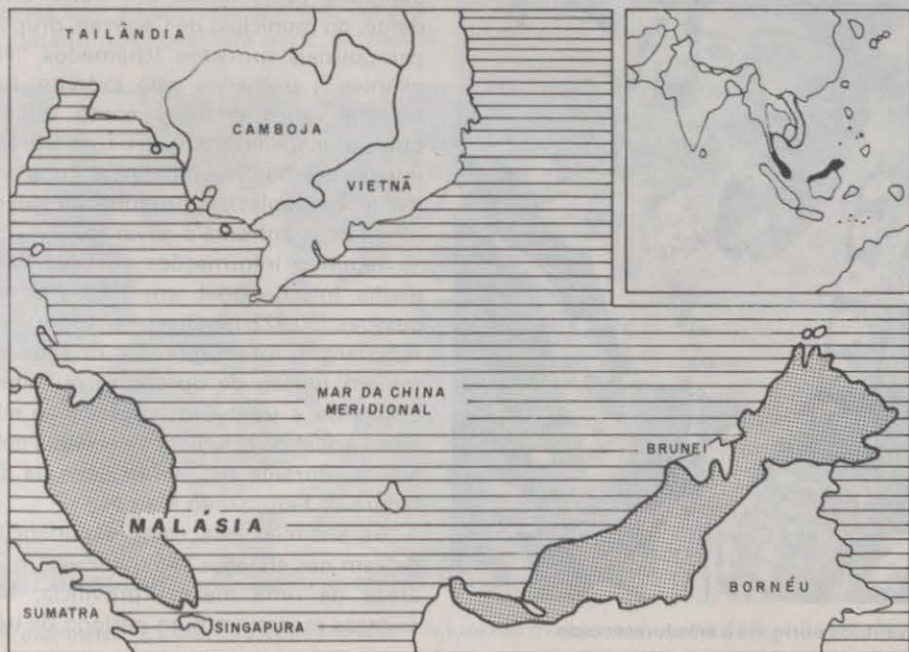 TAILÂNDIA
CAMBOJA
VIETNÃ
MAR DA CHINA
MERIDIONAL
BRUNEI
MALÁSIA
BORNÉU
SUMATRA
SINGAPURA